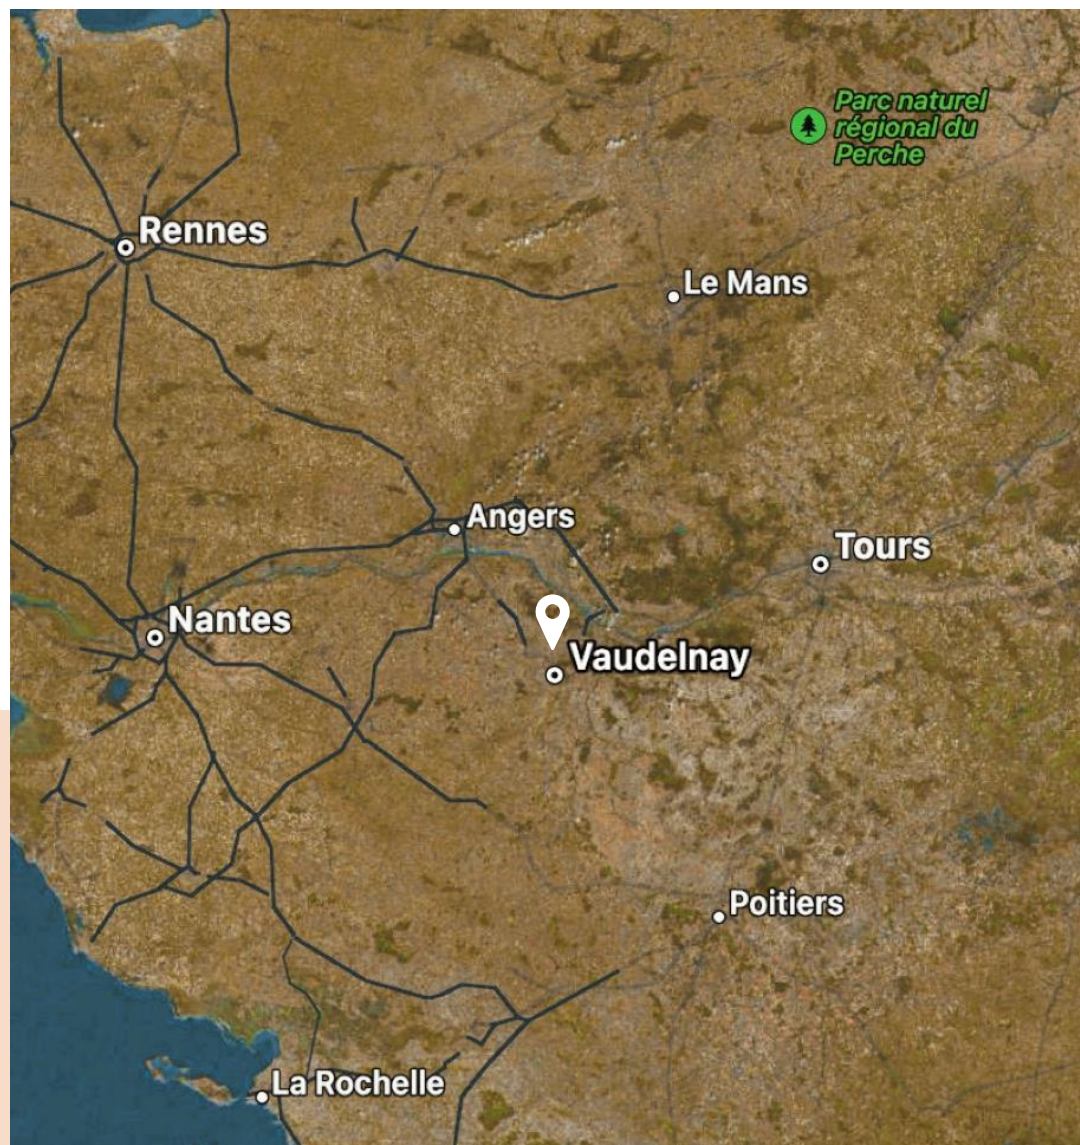 Parc naturel
régional du
Perche
Rennes
Le Mans
Angers
Tours
Nantes
Vaudelnay
Poitiers
La Rochelle